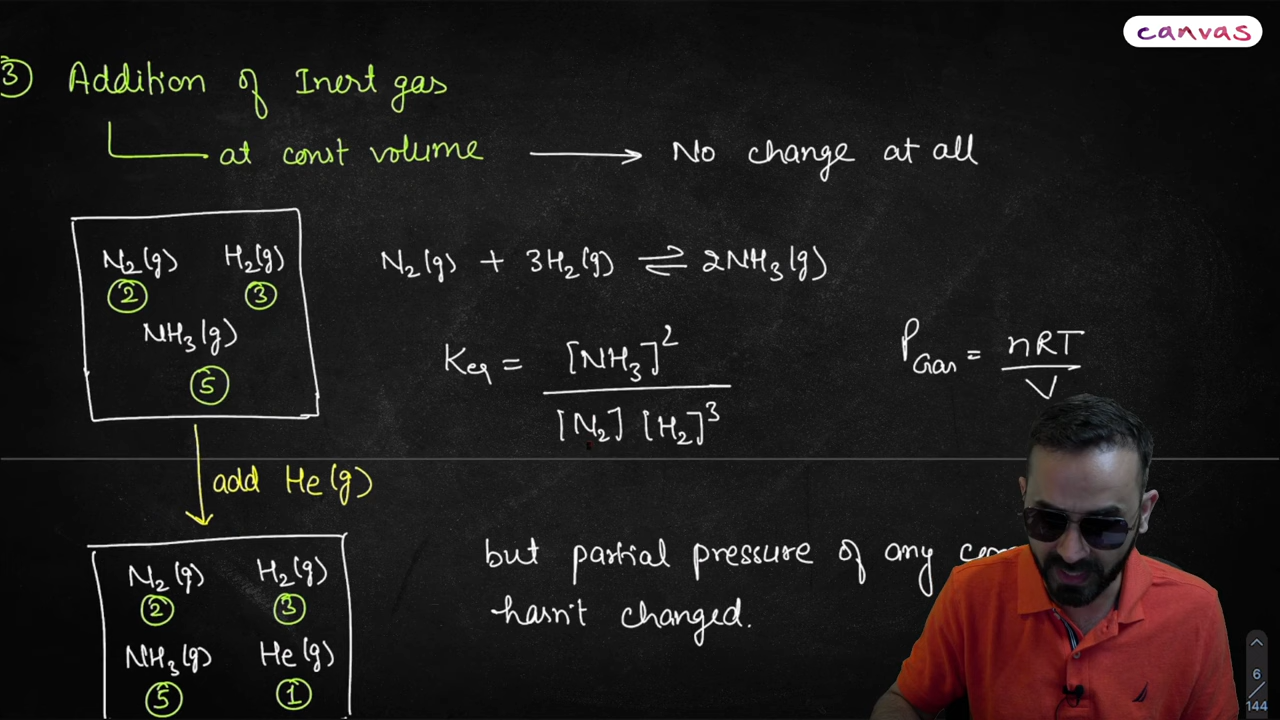 canvas
③ Addition of Inert gas
at const volume ⟶ No change at all
N₂(g) H₂(g)
② ③
NH₃(g)
⑤
N₂(g) + 3H₂(g) ⇌ 2NH₃(g)
Keq = [NH₃]²
[N₂] [H₂]³
P_Gas = nRT
V
add He(g)
N₂(g) H₂(g)
② ③
NH₃(g) He(g)
⑤ ①
but partial pressure of any
hasn't changed.
6
144